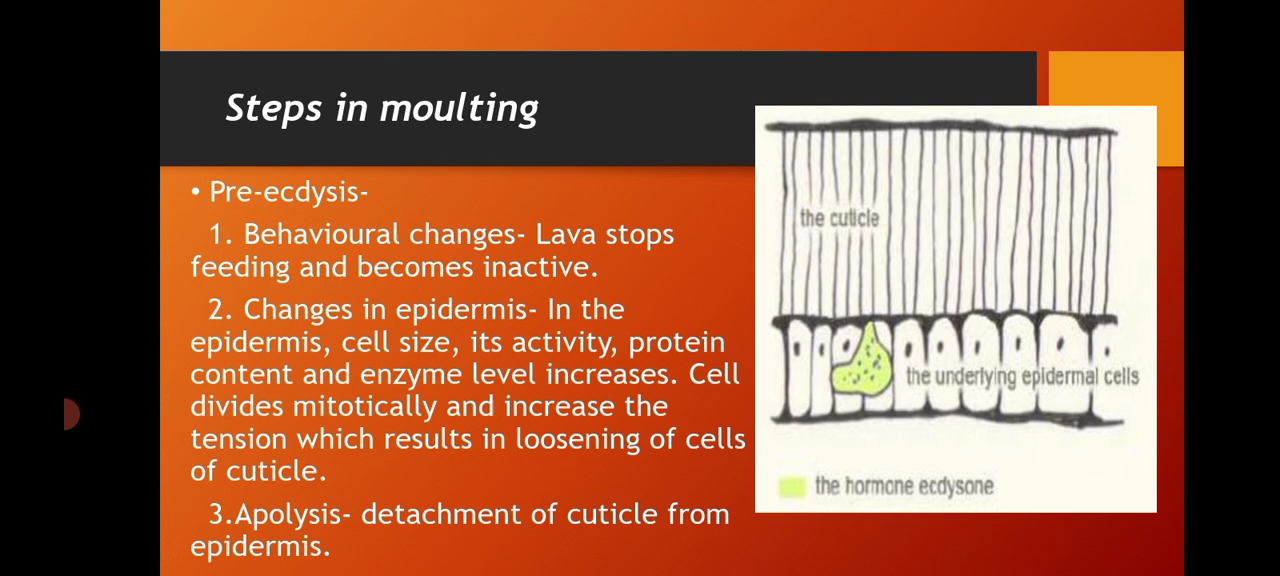 Steps in moulting
• Pre-ecdysis-
1. Behavioural changes- Lava stops
feeding and becomes inactive.
2. Changes in epidermis- In the
epidermis, cell size, its activity, protein
content and enzyme level increases. Cell
divides mitotically and increase the
tension which results in loosening of cells
of cuticle.
3.Apolysis- detachment of cuticle from
epidermis.
the cuticle
the underlying epidermal cells
the hormone ecdysone